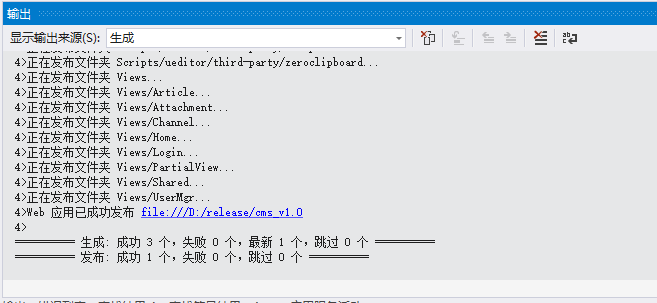 输出
显示输出来源(S): 生成
4>正在发布文件夹 Scripts/ueditor/third-party/zeroclipboard...
4>正在发布文件夹 Views...
4>正在发布文件夹 Views/Article...
4>正在发布文件夹 Views/Attachment...
4>正在发布文件夹 Views/Channel...
4>正在发布文件夹 Views/Home...
4>正在发布文件夹 Views/Login...
4>正在发布文件夹 Views/PartialView...
4>正在发布文件夹 Views/Shared...
4>正在发布文件夹 Views/UserMgr...
4>Web 应用已成功发布 file:///D:/release/cms_v1.0
4>
========== 生成: 成功 3 个，失败 0 个，最新 1 个，跳过 0 个 ==========
========== 发布: 成功 1 个，失败 0 个，跳过 0 个 ==========